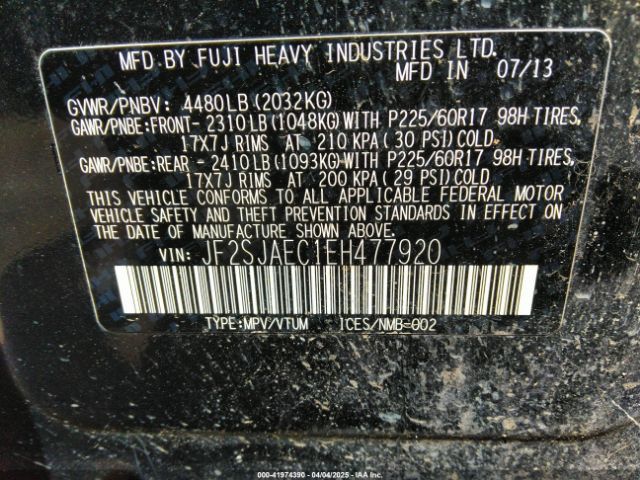 MFD BY FUJI HEAVY INDUSTRIES LTD.
MFD IN 07/13
GVWR/PNBV: 4480LB (2032KG)
GAWR/PNBE:FRONT- 2310LB (1048KG) WITH P225/60R17 98H TIRES,
17X7J RIMS AT 210 KPA ( 30 PSI) COLD.
GAWR/PNBE:REAR - 2410LB (1093KG) WITH P225/60R17 98H TIRES,
17X7J RIMS AT 200 KPA ( 29 PSI) COLD
THIS VEHICLE CONFORMS TO ALL APPLICABLE FEDERAL MOTOR
VEHICLE SAFETY AND THEFT PREVENTION STANDARDS IN EFFECT ON
THE DATE OF MANUFACTURE SHOWN ABOVE.
VIN: JF2SJAEC1EH477920
TYPE:MPV/VTUM ICES/NMB-002
000-41974390 - 04/04/2025 - IAA Inc.